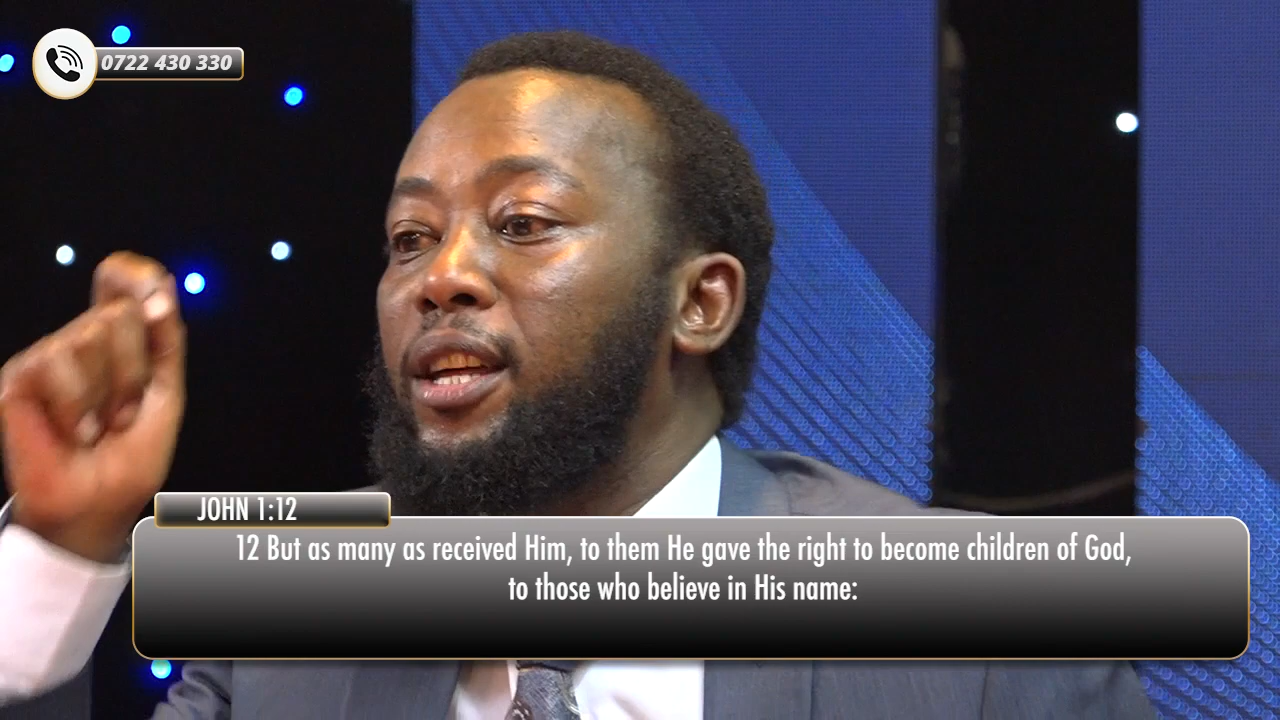 0722 430 330
JOHN 1:12
12 But as many as received Him, to them He gave the right to become children of God,
to those who believe in His name: